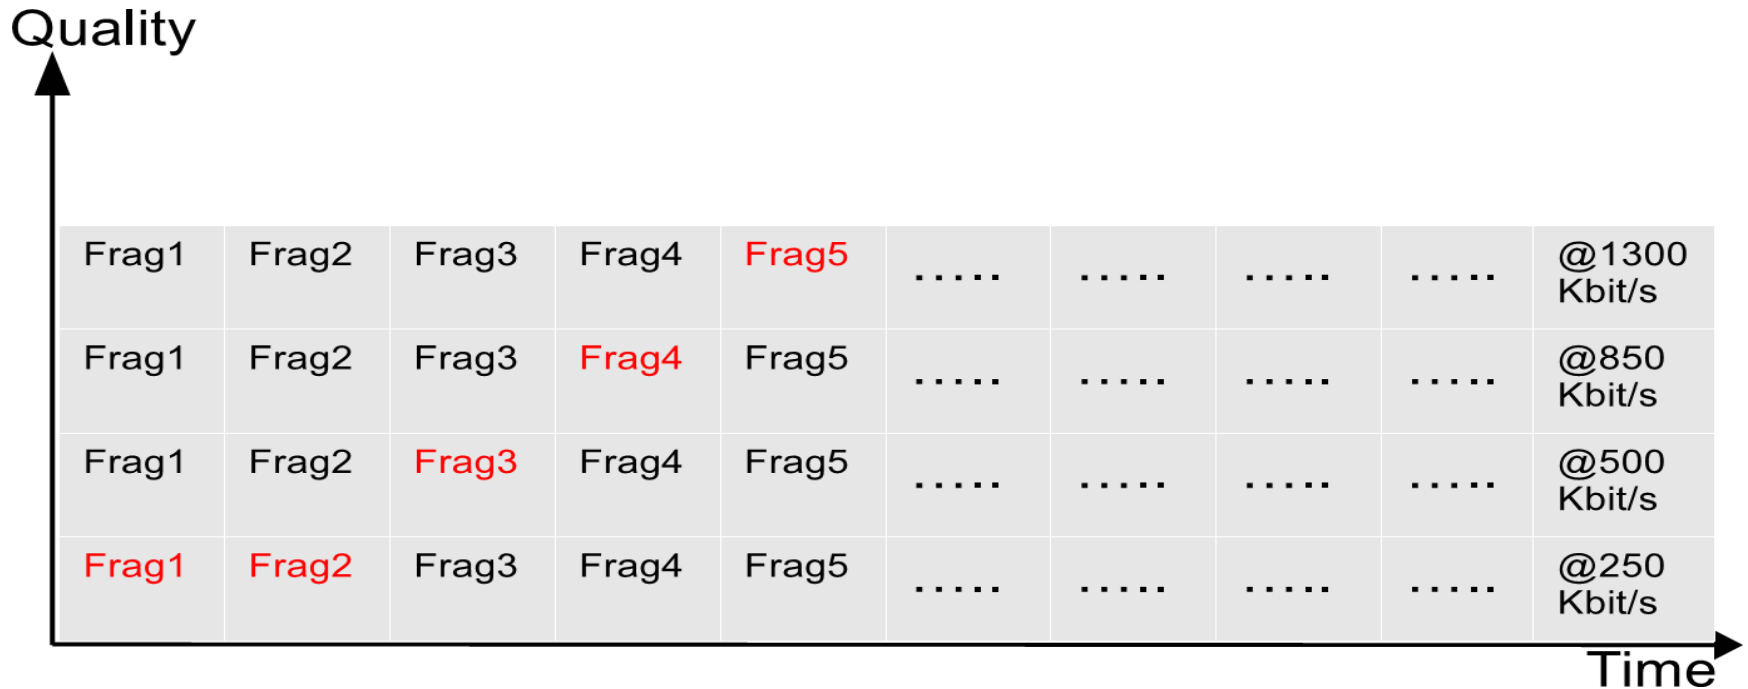 Quality
Frag1 Frag2 Frag3 Frag4 Frag5 ..... ..... ..... ..... @1300
Kbit/s
Frag1 Frag2 Frag3 Frag4 Frag5 ..... ..... ..... ..... @850
Kbit/s
Frag1 Frag2 Frag3 Frag4 Frag5 ..... ..... ..... ..... @500
Kbit/s
Frag1 Frag2 Frag3 Frag4 Frag5 ..... ..... ..... ..... @250
Kbit/s
Time